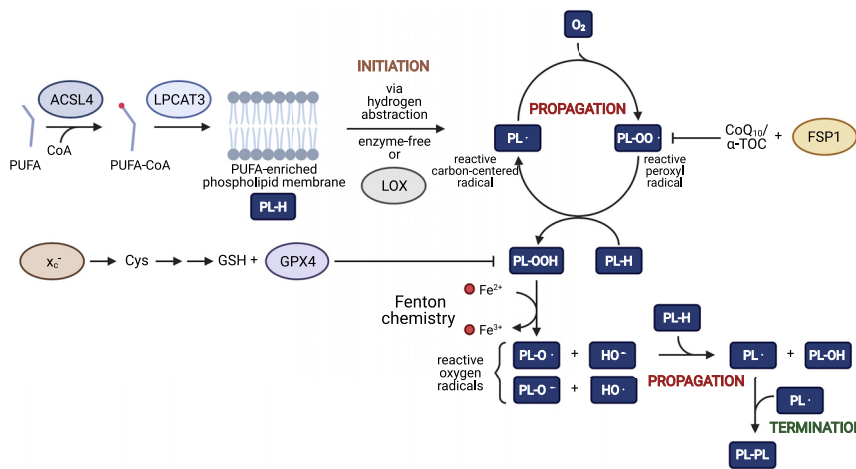 O₂
ACSL4
LPCAT3
INITIATION
via
hydrogen
abstraction
enzyme-free
or
LOX
PUFA
CoA
PUFA-CoA
PUFA-enriched
phospholipid membrane
PL-H
PROPAGATION
PL ·
reactive
carbon-centered
radical
PL-OO ·
reactive
peroxyl
radical
CoQ₁₀/
α-TOC
+
FSP1
xc⁻
Cys
GSH +
GPX4
PL-OOH
PL-H
Fenton
chemistry
Fe²⁺
Fe³⁺
reactive
oxygen
radicals
PL-O · + HO⁻
PL-O⁻ + HO ·
PL-H
PROPAGATION
PL · + PL-OH
PL ·
TERMINATION
PL-PL